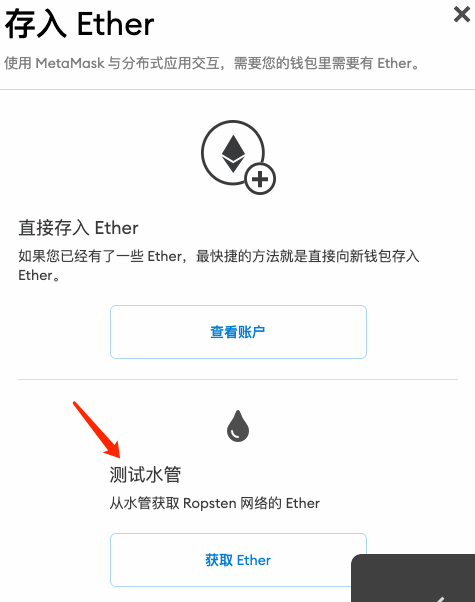 存入 Ether
使用 MetaMask 与分布式应用交互，需要您的钱包里需要有 Ether。
直接存入 Ether
如果您已经有了一些 Ether，最快捷的方法就是直接向新钱包存入
Ether。
查看账户
测试水管
从水管获取 Ropsten 网络的 Ether
获取 Ether